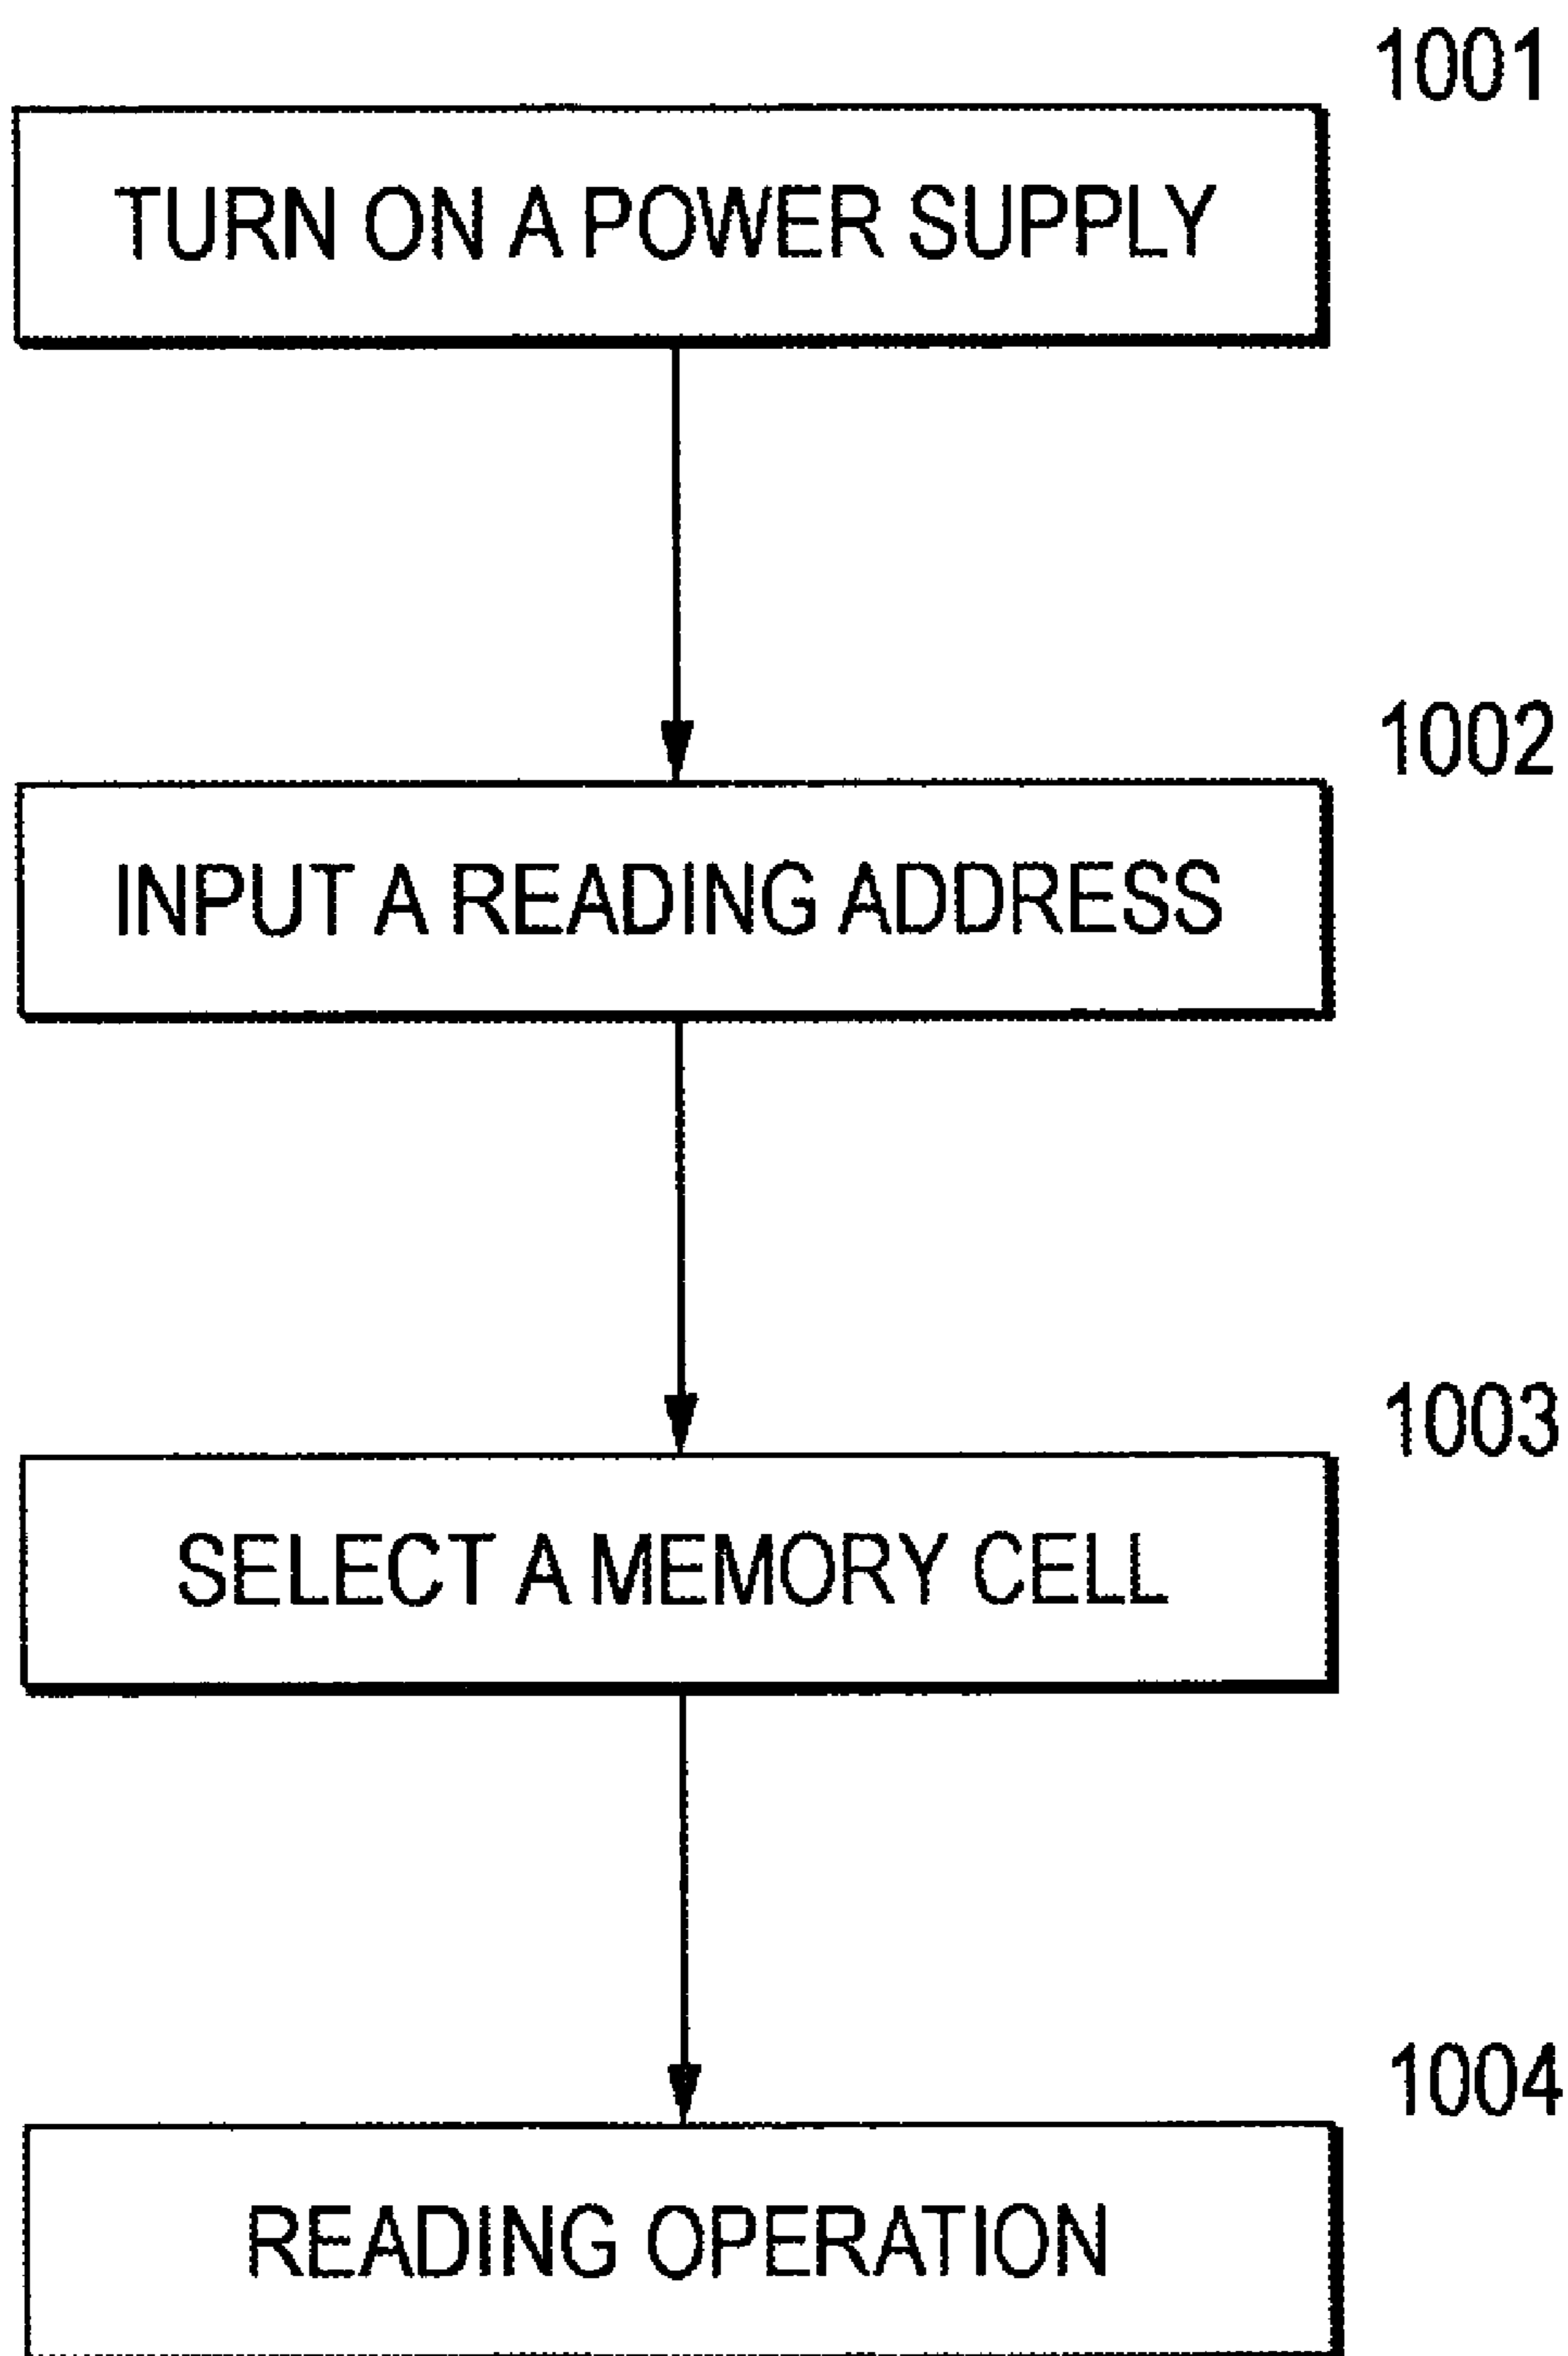 1001
TURN ON A POWER SUPPLY
1002
INPUT A READING ADDRESS
1003
SELECT A MEMORY CELL
1004
READING OPERATION